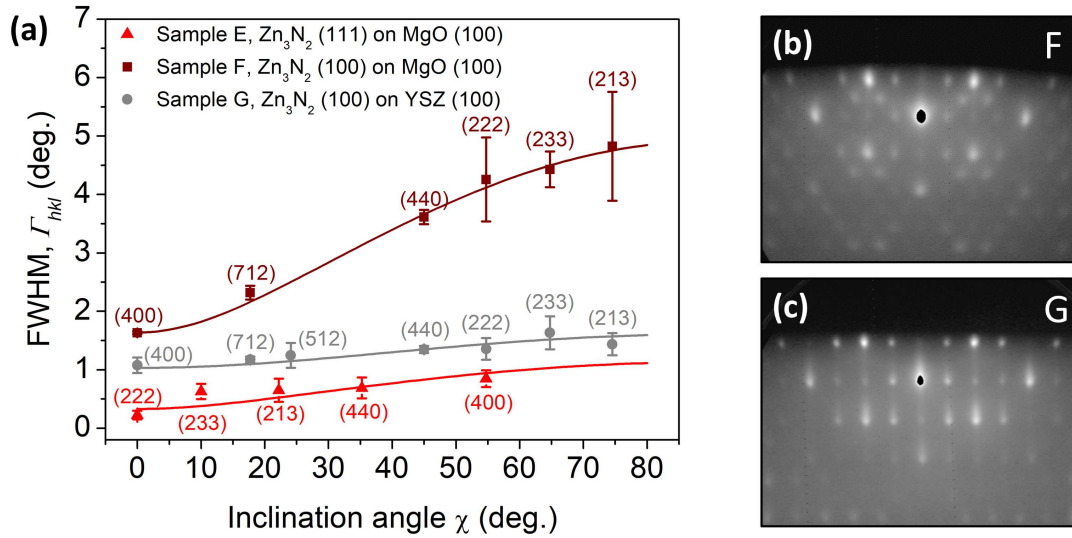 (a)
7
6
5
4
3
2
1
0
FWHM, Γhkl (deg.)
Sample E, Zn3N2 (111) on MgO (100)
Sample F, Zn3N2 (100) on MgO (100)
Sample G, Zn3N2 (100) on YSZ (100)
(400)
(712)
(440)
(222)
(233)
(213)
(400)
(712)
(512)
(440)
(222)
(233)
(213)
(222)
(233)
(213)
(440)
(400)
0 10 20 30 40 50 60 70 80
Inclination angle χ (deg.)
(b) F
(c) G